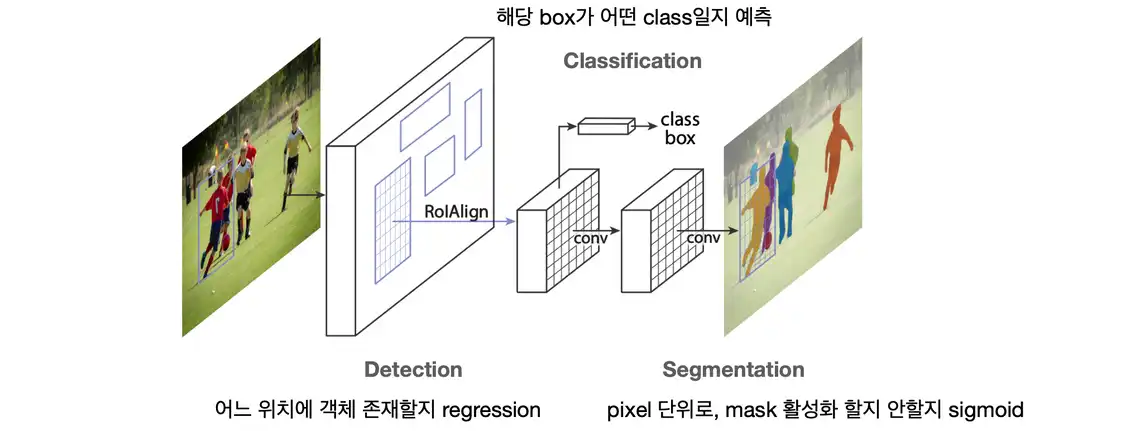 해당 box가 어떤 class일지 예측
Classification
class
box
RoIAlign
conv
conv
Detection
Segmentation
어느 위치에 객체 존재할지 regression
pixel 단위로, mask 활성화 할지 안할지 sigmoid